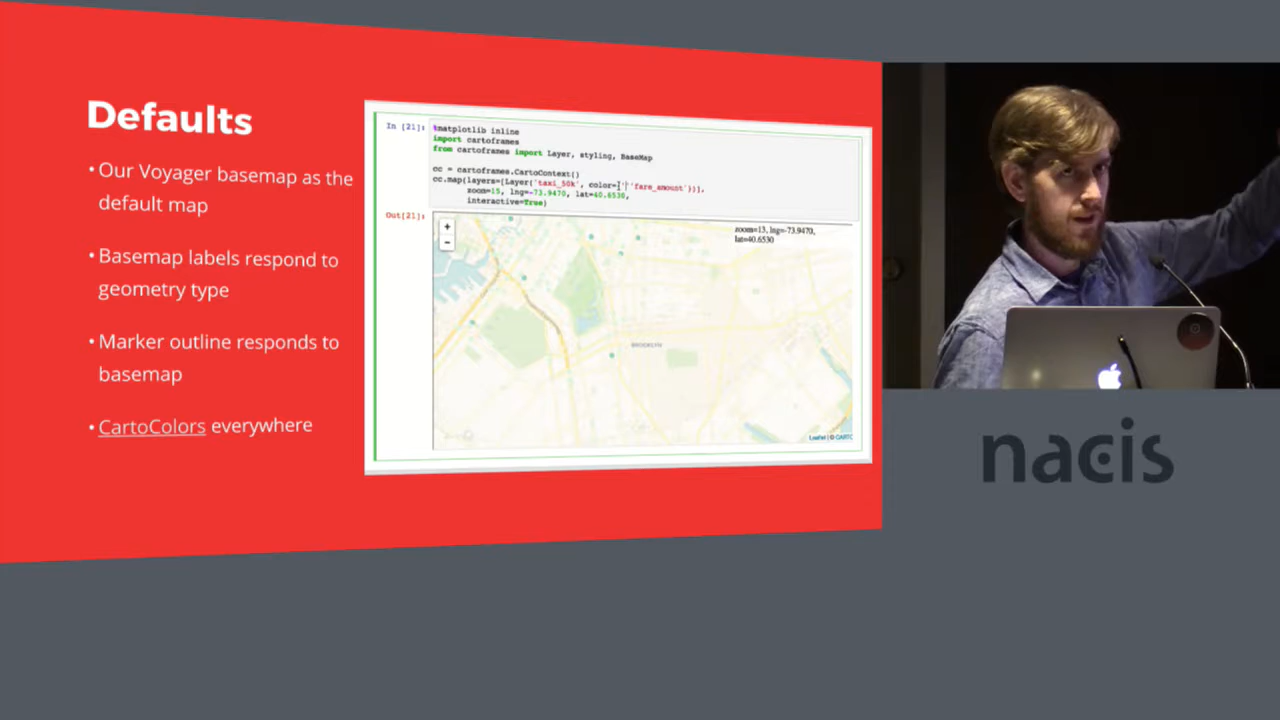 Defaults
• Our Voyager basemap as the
default map
• Basemap labels respond to
geometry type
• Marker outline responds to
basemap
• CartoColors everywhere
In [21]:
%matplotlib inline
import cartoframes
from cartoframes import Layer, styling, BaseMap
cc = cartoframes.CartoContext()
cc.map(layers=[Layer('taxi_50k', color=
'fare_amount'})],
zoom=15, lng=-73.9470, lat=40.6530,
interactive=True)
Out[21]:
+
−
zoom=13, lng=-73.9470,
lat=40.6530
BROOKLYN
Leaflet | © CARTO
nacis